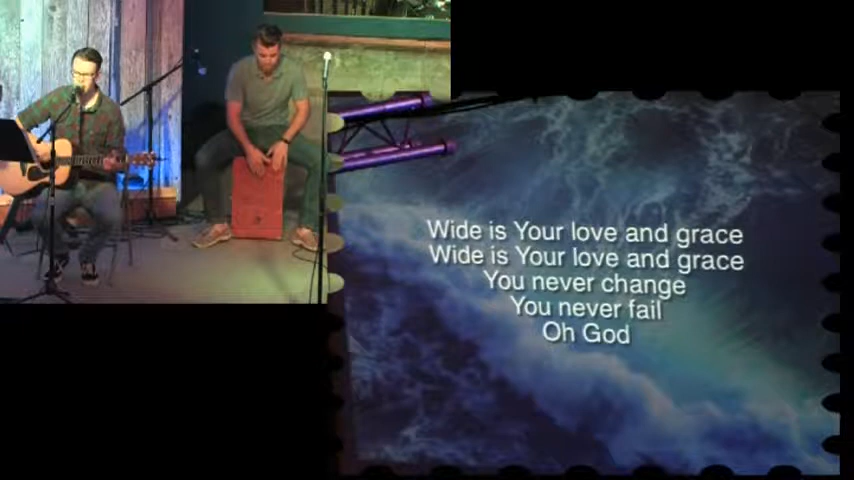 Wide is Your love and grace
Wide is Your love and grace
You never change
You never fail
Oh God